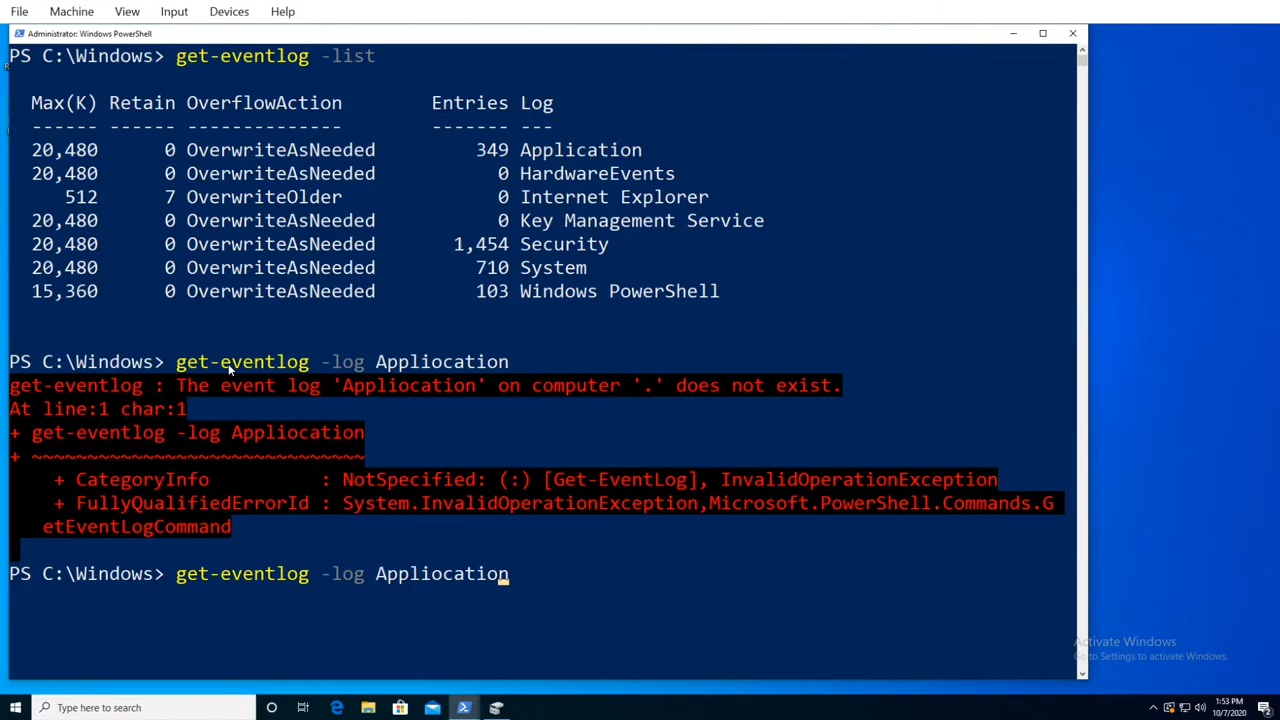 File Machine View Input Devices Help
Administrator: Windows PowerShell
PS C:\Windows> get-eventlog -list
Max(K) Retain OverflowAction Entries Log
------ ------ -------------- ------- ---
20,480 0 OverwriteAsNeeded 349 Application
20,480 0 OverwriteAsNeeded 0 HardwareEvents
512 7 OverwriteOlder 0 Internet Explorer
20,480 0 OverwriteAsNeeded 0 Key Management Service
20,480 0 OverwriteAsNeeded 1,454 Security
20,480 0 OverwriteAsNeeded 710 System
15,360 0 OverwriteAsNeeded 103 Windows PowerShell
PS C:\Windows> get-eventlog -log Appliocation
get-eventlog : The event log 'Appliocation' on computer '.' does not exist.
At line:1 char:1
+ get-eventlog -log Appliocation
+ ~~~~~~~~~~~~~~~~~~~~~~~~~~~~~~
+ CategoryInfo : NotSpecified: (:) [Get-EventLog], InvalidOperationException
+ FullyQualifiedErrorId : System.InvalidOperationException,Microsoft.PowerShell.Commands.G
etEventLogCommand
PS C:\Windows> get-eventlog -log Appliocation
Activate Windows
Go to Settings to activate Windows.
Type here to search
1:53 PM
10/7/2020
2